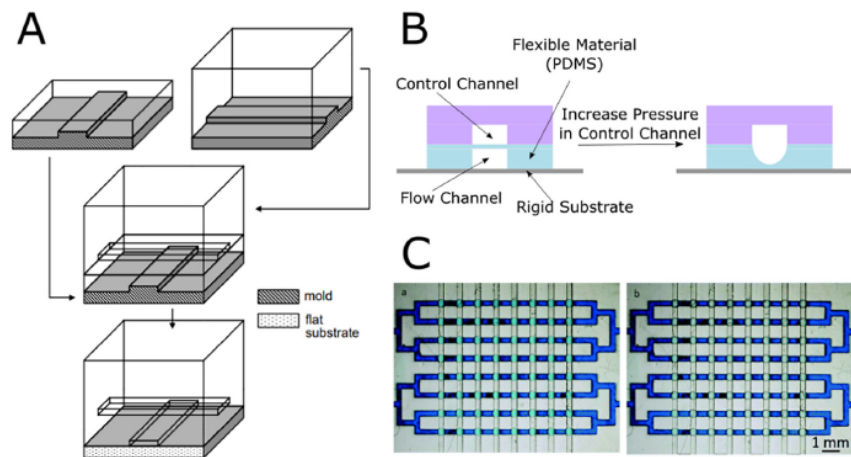 A
mold
flat
substrate
B
Flexible Material
(PDMS)
Control Channel
Increase Pressure
in Control Channel
Flow Channel
Rigid Substrate
C
a
b
1 mm